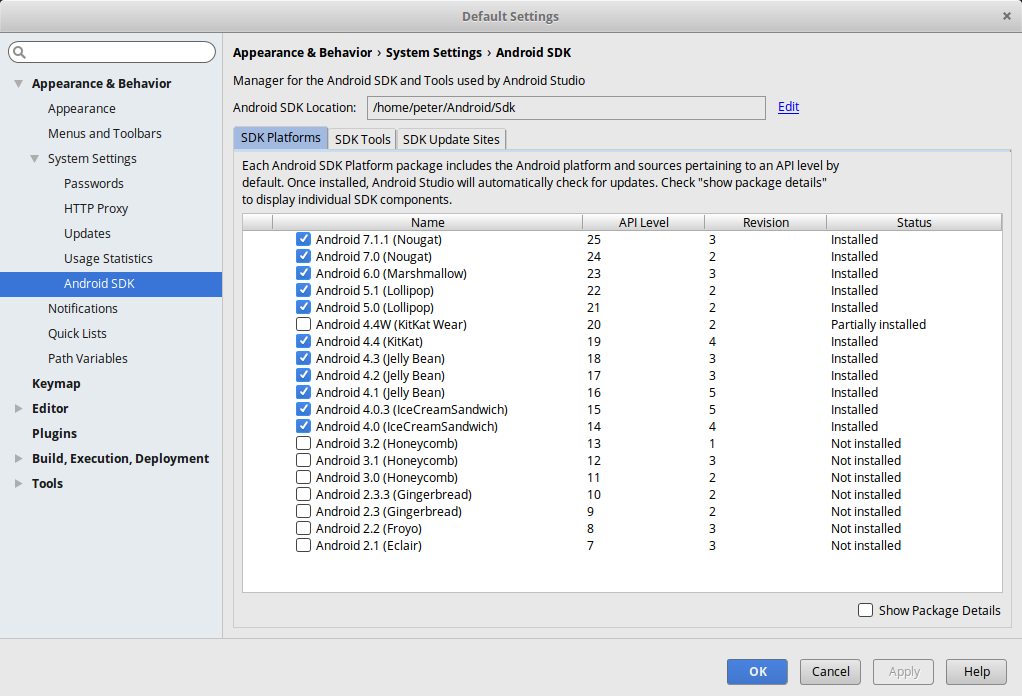 Default Settings
Appearance & Behavior
Appearance
Menus and Toolbars
System Settings
Passwords
HTTP Proxy
Updates
Usage Statistics
Android SDK
Notifications
Quick Lists
Path Variables
Keymap
Editor
Plugins
Build, Execution, Deployment
Tools
Appearance & Behavior › System Settings › Android SDK
Manager for the Android SDK and Tools used by Android Studio
Android SDK Location: /home/peter/Android/Sdk Edit
SDK Platforms SDK Tools SDK Update Sites
Each Android SDK Platform package includes the Android platform and sources pertaining to an API level by
default. Once installed, Android Studio will automatically check for updates. Check "show package details"
to display individual SDK components.
Name API Level Revision Status
Android 7.1.1 (Nougat) 25 3 Installed
Android 7.0 (Nougat) 24 2 Installed
Android 6.0 (Marshmallow) 23 3 Installed
Android 5.1 (Lollipop) 22 2 Installed
Android 5.0 (Lollipop) 21 2 Installed
Android 4.4W (KitKat Wear) 20 2 Partially installed
Android 4.4 (KitKat) 19 4 Installed
Android 4.3 (Jelly Bean) 18 3 Installed
Android 4.2 (Jelly Bean) 17 3 Installed
Android 4.1 (Jelly Bean) 16 5 Installed
Android 4.0.3 (IceCreamSandwich) 15 5 Installed
Android 4.0 (IceCreamSandwich) 14 4 Installed
Android 3.2 (Honeycomb) 13 1 Not installed
Android 3.1 (Honeycomb) 12 3 Not installed
Android 3.0 (Honeycomb) 11 2 Not installed
Android 2.3.3 (Gingerbread) 10 2 Not installed
Android 2.3 (Gingerbread) 9 2 Not installed
Android 2.2 (Froyo) 8 3 Not installed
Android 2.1 (Eclair) 7 3 Not installed
Show Package Details
OK Cancel Apply Help